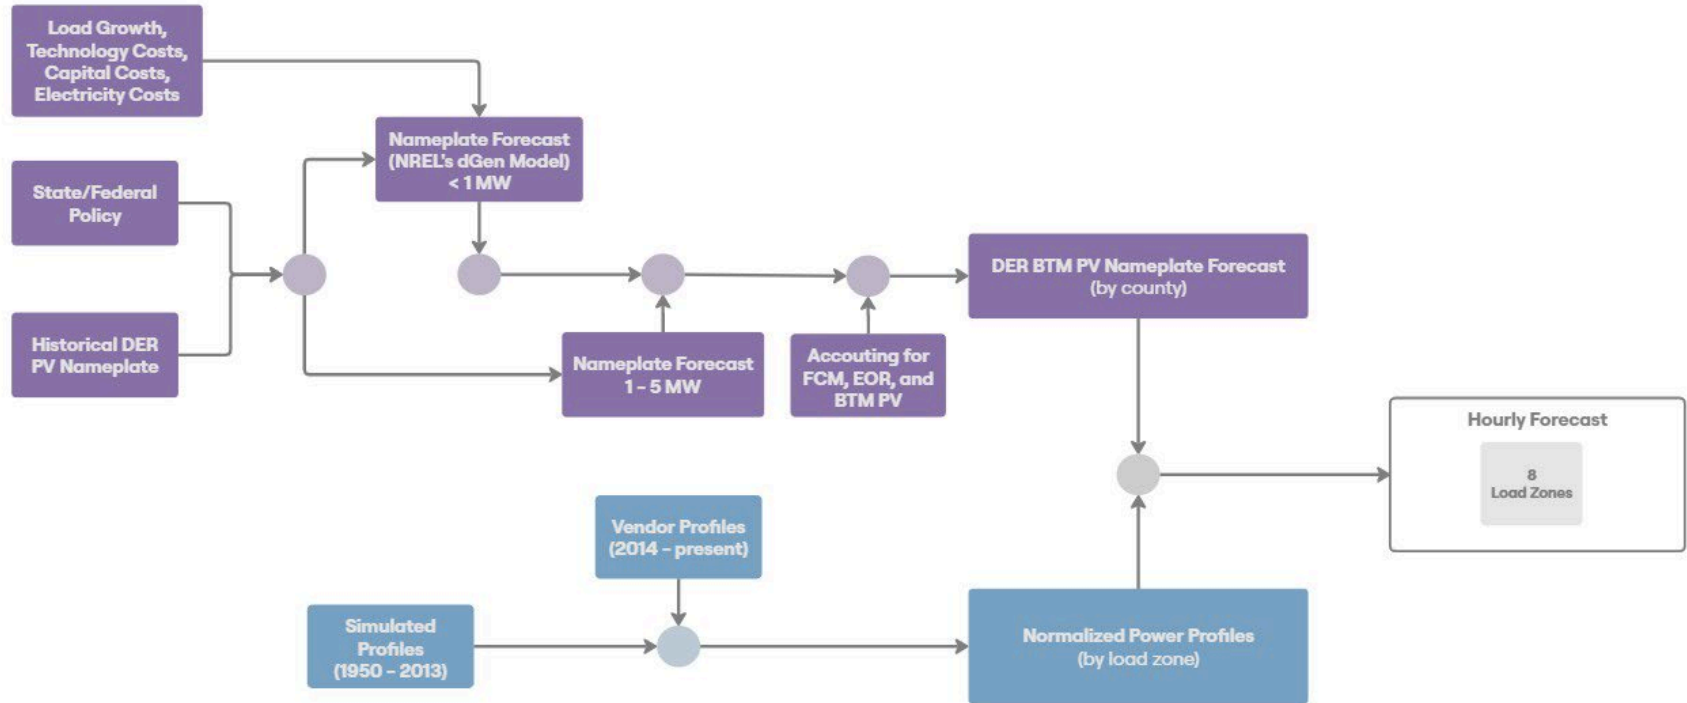 Load Growth,
Technology Costs,
Capital Costs,
Electricity Costs
Nameplate Forecast
(NREL's dGen Model)
< 1 MW
State/Federal
Policy
Historical DER
PV Nameplate
Nameplate Forecast
1 – 5 MW
Accouting for
FCM, EOR, and
BTM PV
DER BTM PV Nameplate Forecast
(by county)
Hourly Forecast
8
Load Zones
Vendor Profiles
(2014 – present)
Simulated
Profiles
(1950 – 2013)
Normalized Power Profiles
(by load zone)